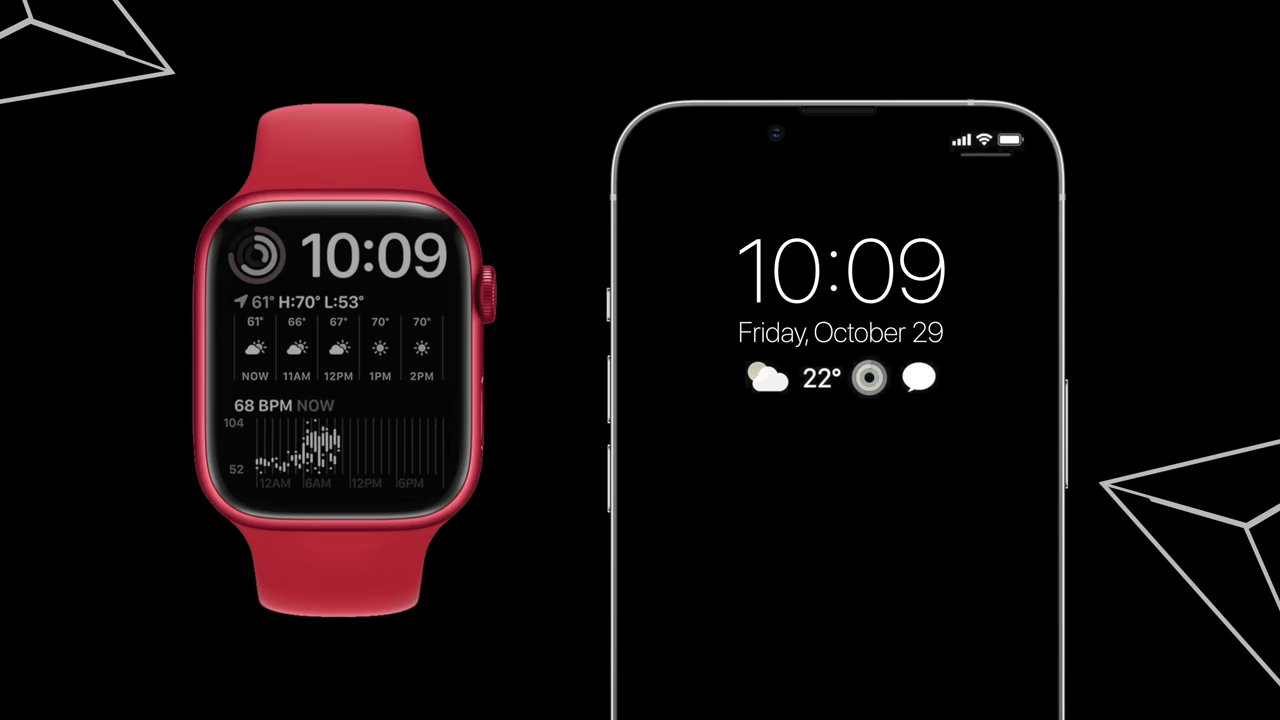 10:09
61° H:70° L:53°
61° 66° 67° 70° 70°
NOW 11AM 12PM 1PM 2PM
68 BPM NOW
104
52
12AM 6AM 12PM 6PM
10:09
Friday, October 29
22°